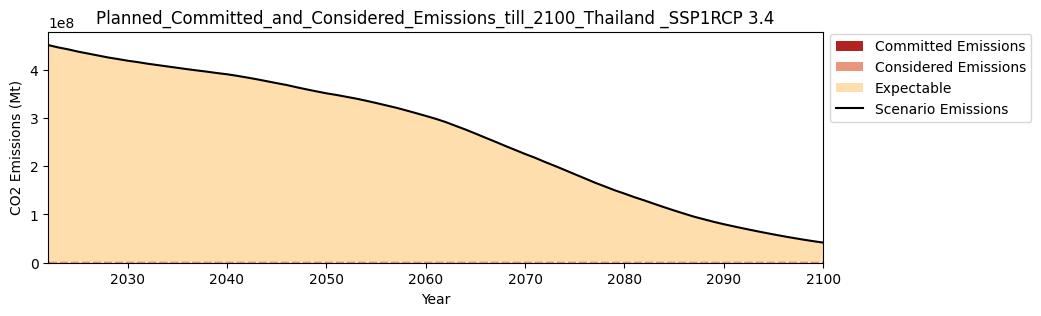 Planned_Committed_and_Considered_Emissions_till_2100_Thailand _SSP1RCP 3.4
1e8
CO2 Emissions (Mt)
4
3
2
1
0
2030 2040 2050 2060 2070 2080 2090 2100
Year
Committed Emissions
Considered Emissions
Expectable
Scenario Emissions